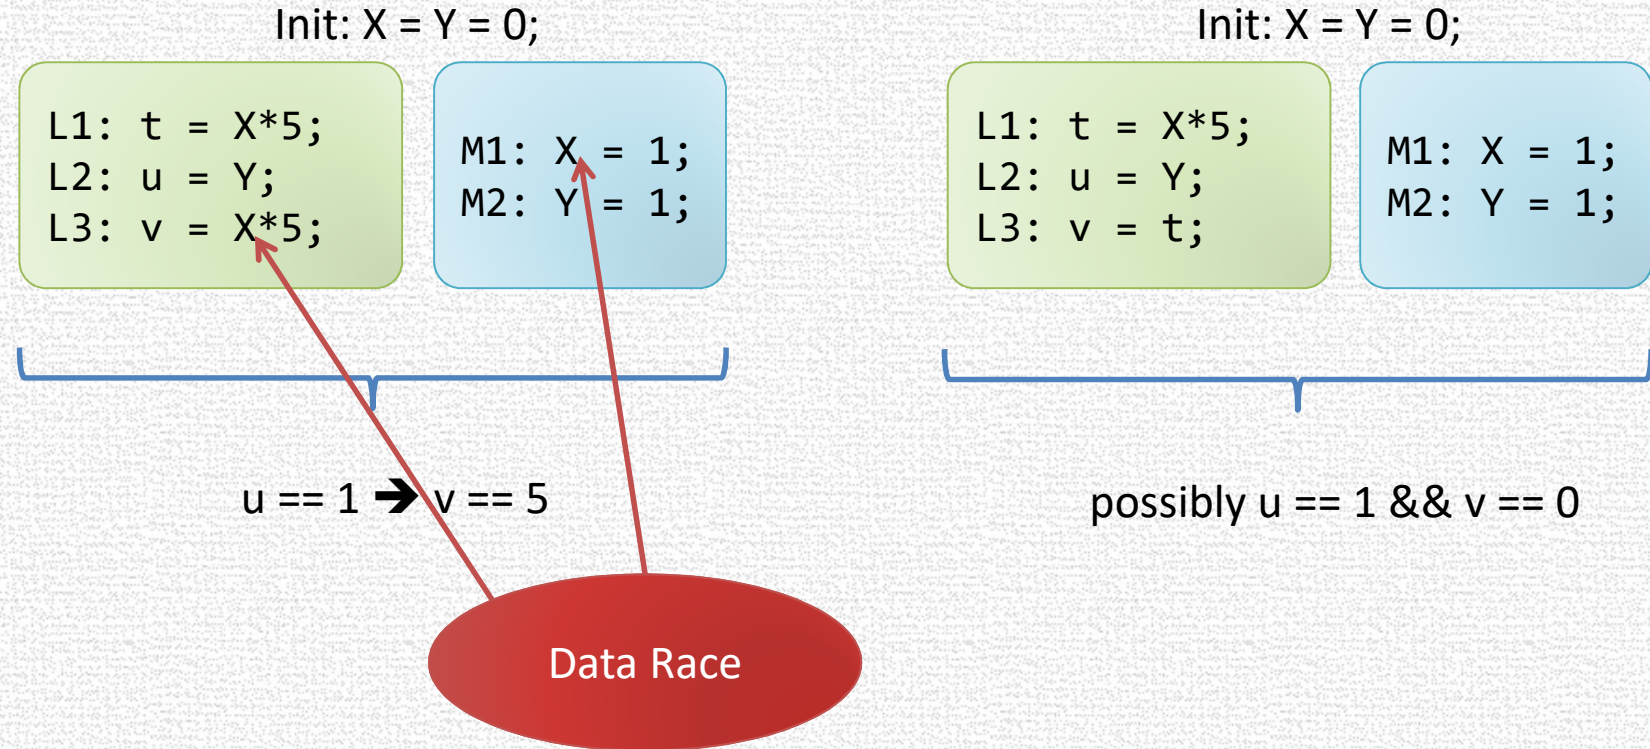 Init: X = Y = 0;
L1: t = X*5;
L2: u = Y;
L3: v = X*5;
M1: X = 1;
M2: Y = 1;
u == 1 ➔ v == 5
Data Race
Init: X = Y = 0;
L1: t = X*5;
L2: u = Y;
L3: v = t;
M1: X = 1;
M2: Y = 1;
possibly u == 1 && v == 0